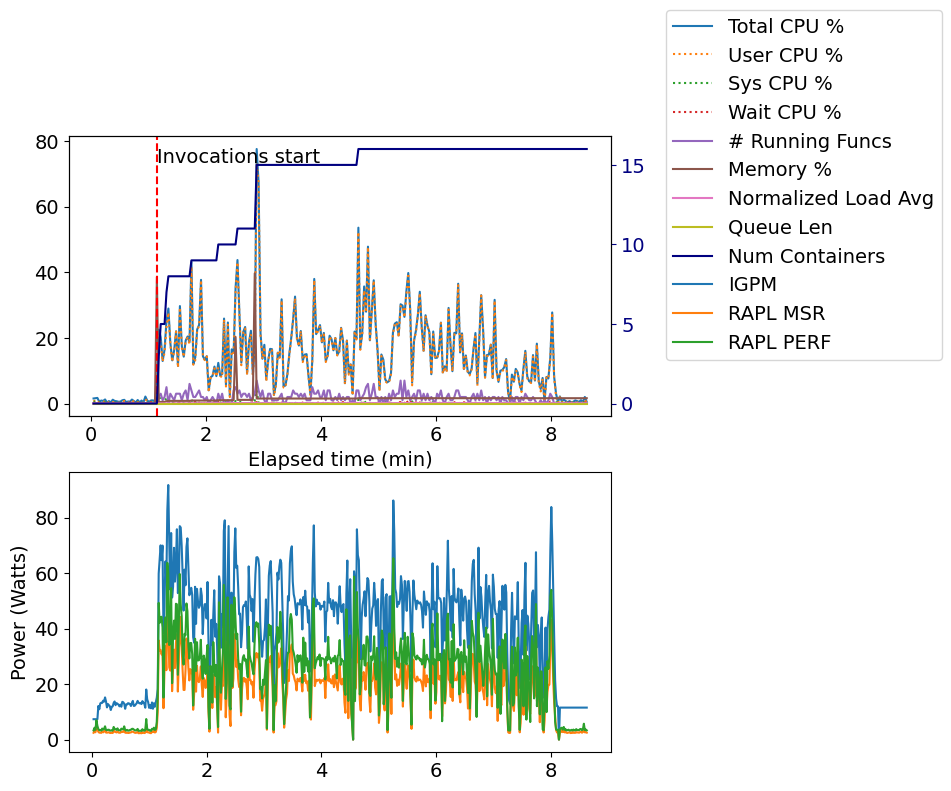 Total CPU %
User CPU %
Sys CPU %
Wait CPU %
# Running Funcs
Memory %
Normalized Load Avg
Queue Len
Num Containers
IGPM
RAPL MSR
RAPL PERF
Invocations start
80
60
40
20
0
15
10
5
0
0 2 4 6 8
Elapsed time (min)
Power (Watts)
80
60
40
20
0
0 2 4 6 8